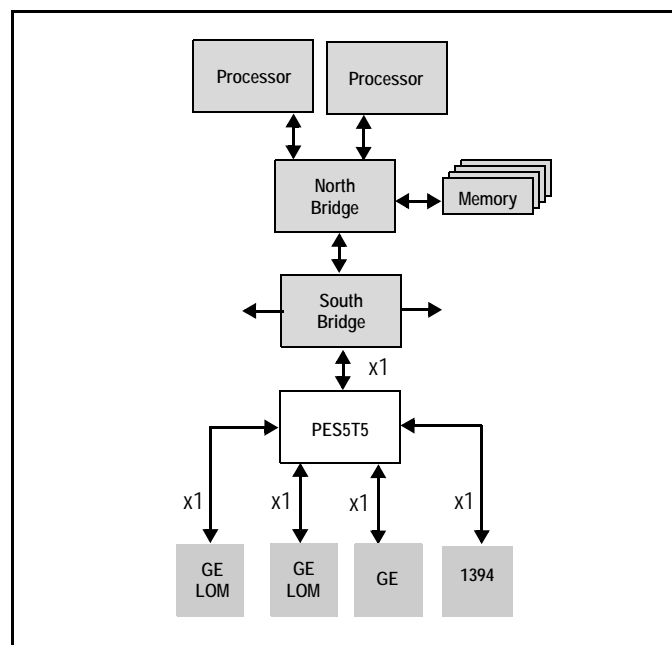 Processor
Processor
North
Bridge
Memory
South
Bridge
x1
PES5T5
x1
x1
x1
x1
GE
LOM
GE
LOM
GE
1394